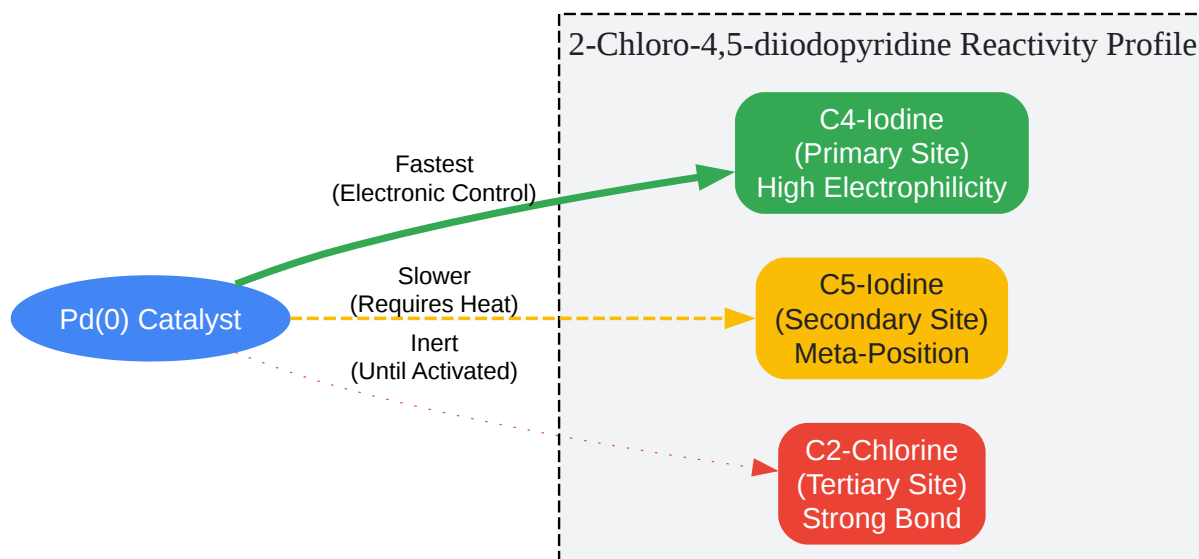 2-Chloro-4,5-diiodopyridine Reactivity Profile
C4-Iodine
(Primary Site)
High Electrophilicity
Fastest
(Electronic Control)
Slower
(Requires Heat)
C5-Iodine
(Secondary Site)
Meta-Position
Pd(0) Catalyst
Inert
(Until Activated)
C2-Chlorine
(Tertiary Site)
Strong Bond